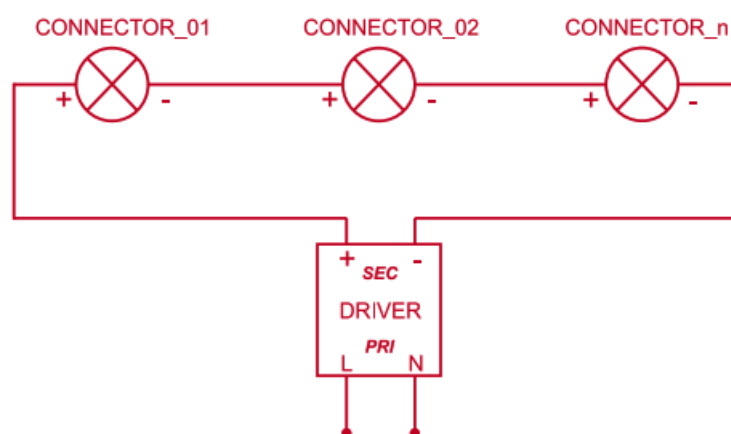 CONNECTOR_01 CONNECTOR_02 CONNECTOR_n
+ - + - + -
+ -
SEC
DRIVER
PRI
L N